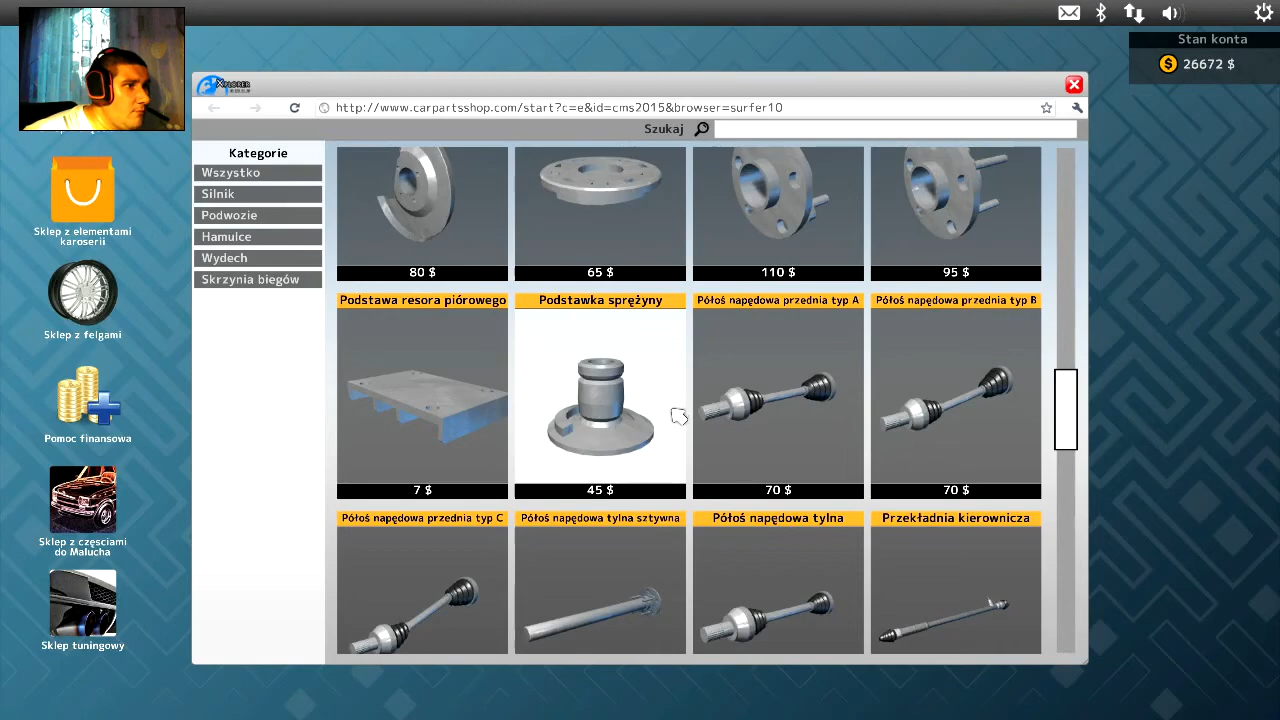 Stan konta
26672 $
XPLORER
http://www.carpartsshop.com/start?c=e&id=cms2015&browser=surfer10
Szukaj
Kategorie
Wszystko
Silnik
Podwozie
Hamulce
Wydech
Skrzynia biegów
80 $
65 $
110 $
95 $
Podstawa resora piórowego
Podstawka sprężyny
Półoś napędowa przednia typ A
Półoś napędowa przednia typ B
7 $
45 $
70 $
70 $
Półoś napędowa przednia typ C
Półoś napędowa tylna sztywna
Półoś napędowa tylna
Przekładnia kierownicza
Sklep z elementami
karoserii
Sklep z felgami
Pomoc finansowa
Sklep z częsciami
do Malucha
Sklep tuningowy